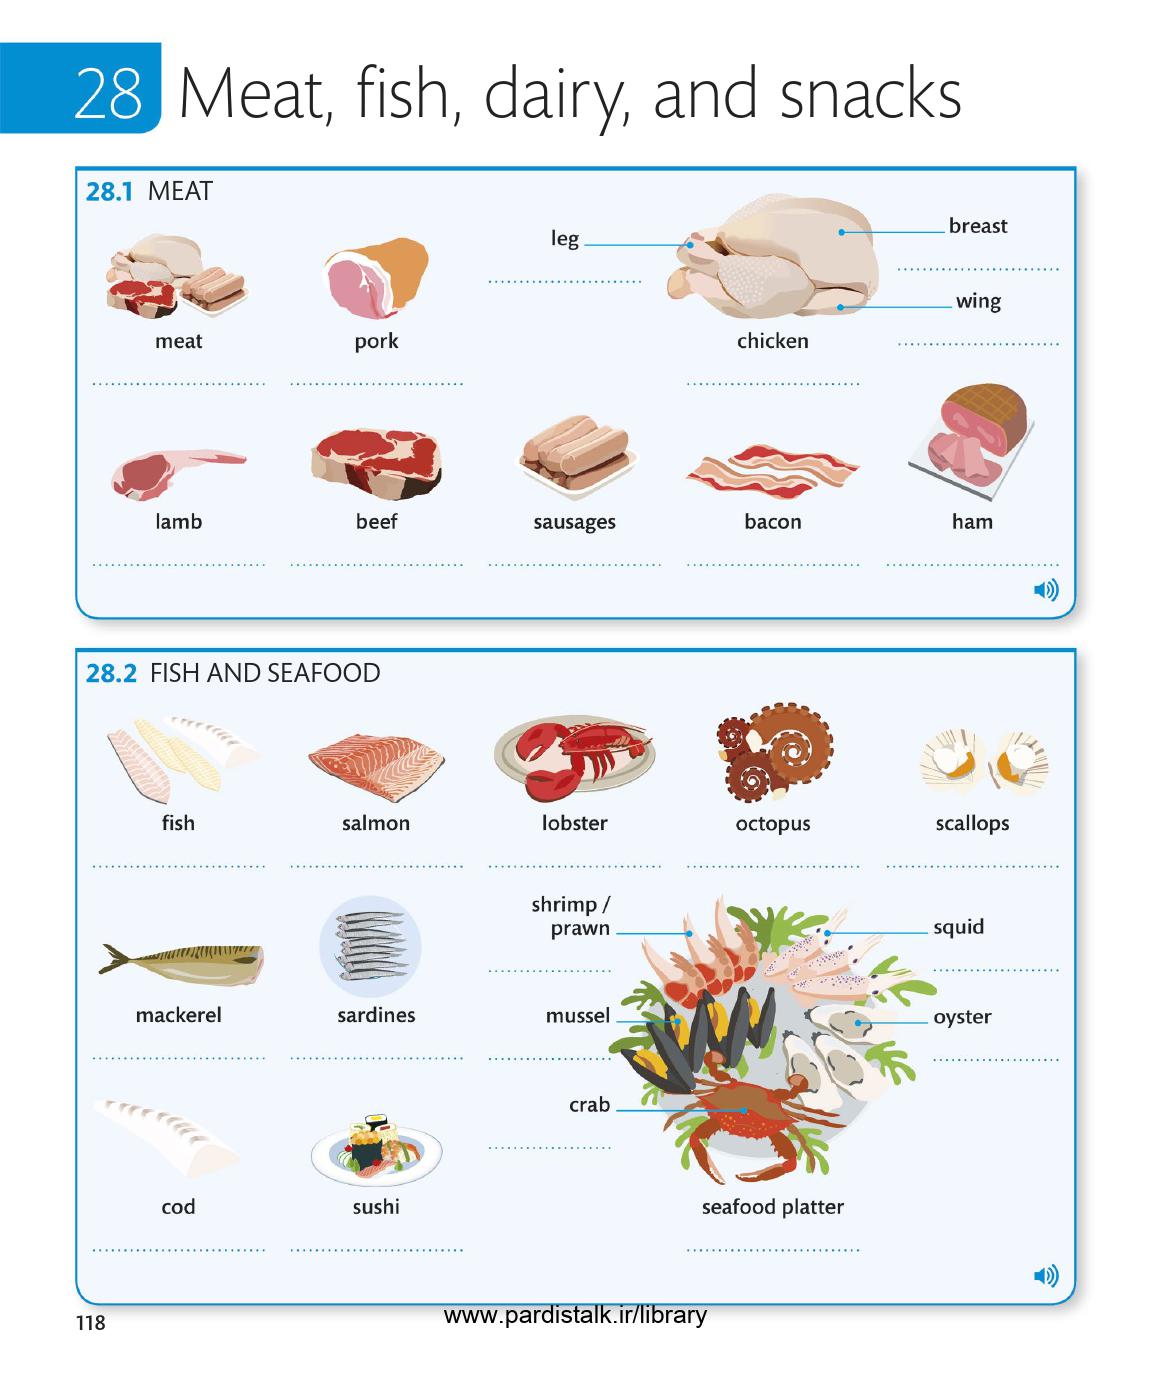 28 Meat, fish, dairy, and snacks
28.1 MEAT
leg
breast
wing
meat
pork
chicken
lamb
beef
sausages
bacon
ham
28.2 FISH AND SEAFOOD
fish
salmon
lobster
octopus
scallops
shrimp /
prawn
squid
mackerel
sardines
mussel
oyster
crab
cod
sushi
seafood platter
118
www.pardistalk.ir/library